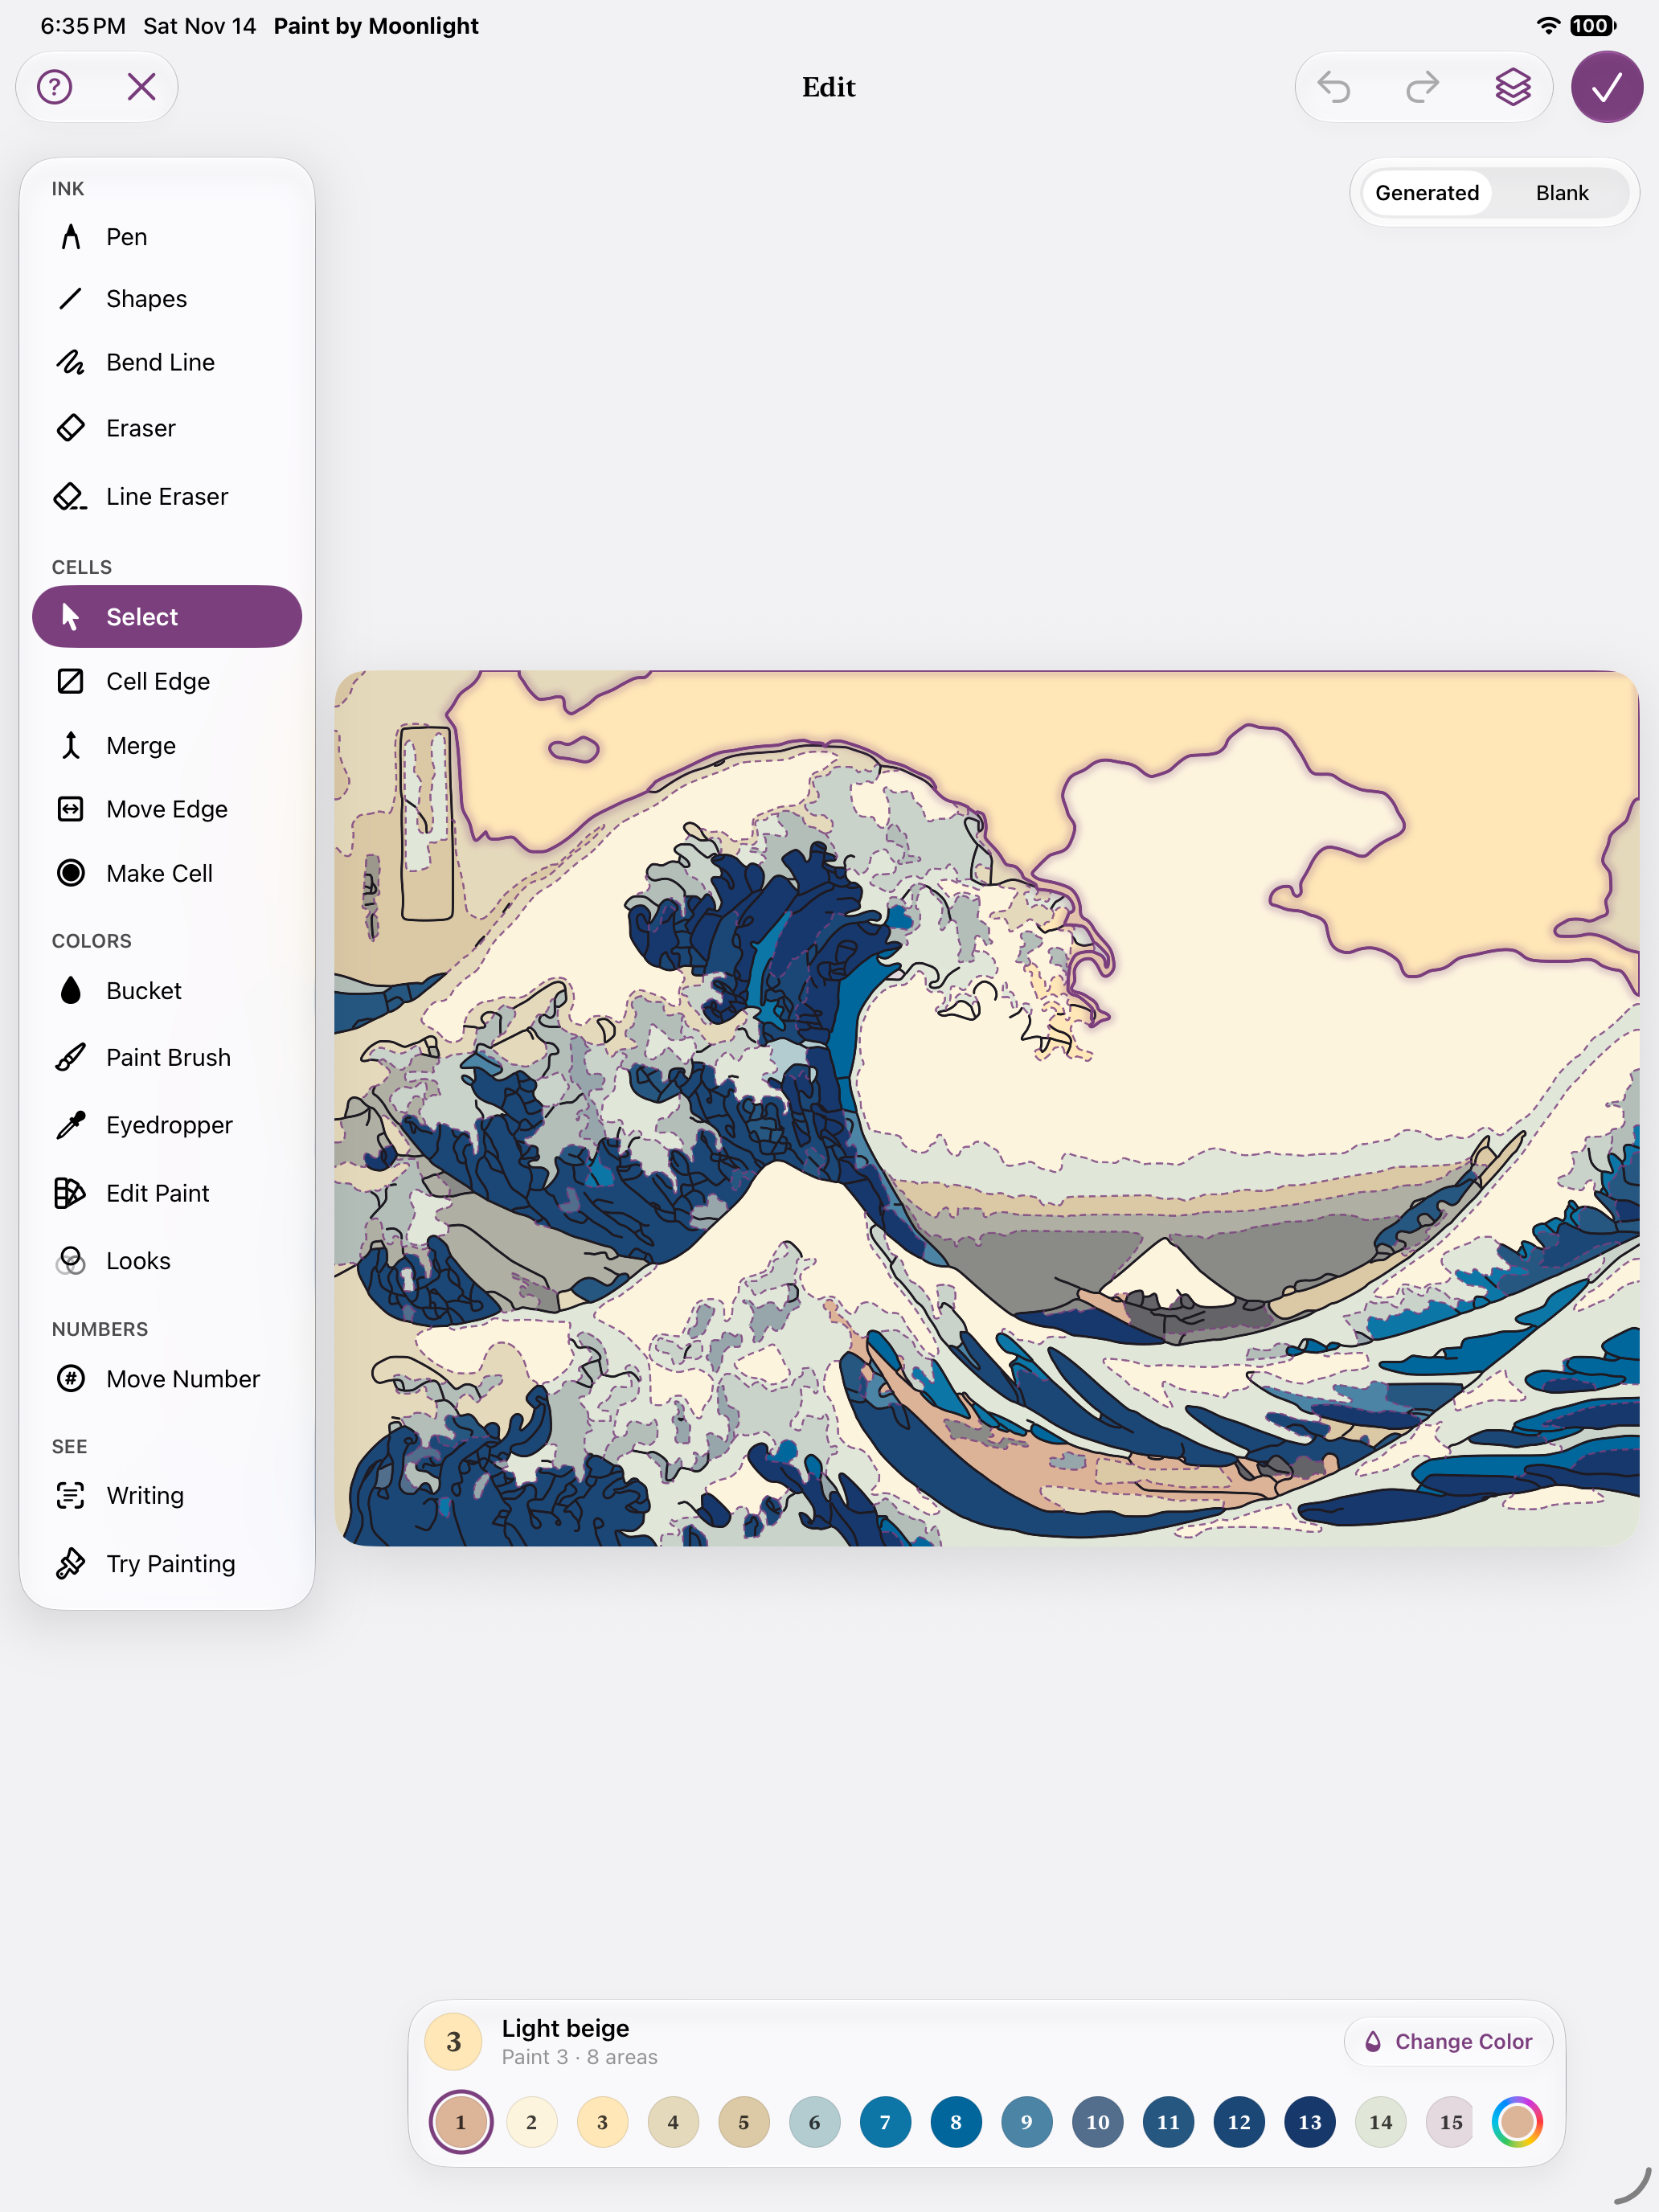 6:35 PM Sat Nov 14 Paint by Moonlight
100
?
Edit
Generated Blank
INK
Pen
Shapes
Bend Line
Eraser
Line Eraser
CELLS
Select
Cell Edge
Merge
Move Edge
Make Cell
COLORS
Bucket
Paint Brush
Eyedropper
Edit Paint
Looks
NUMBERS
# Move Number
SEE
Writing
Try Painting
3 Light beige
Paint 3 · 8 areas
Change Color
1 2 3 4 5 6 7 8 9 10 11 12 13 14 15